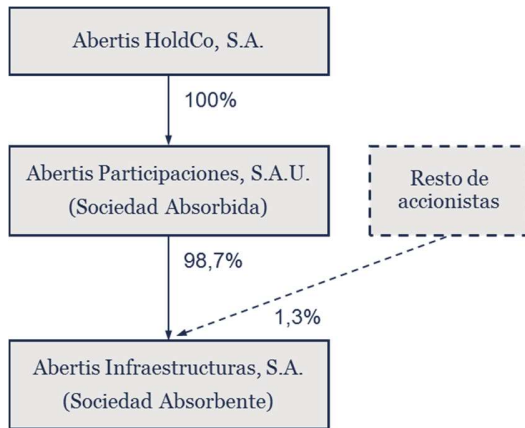 Abertis HoldCo, S.A.
100%
Abertis Participaciones, S.A.U.
(Sociedad Absorbida)
Resto de
accionistas
98,7%
1,3%
Abertis Infraestructuras, S.A.
(Sociedad Absorbente)